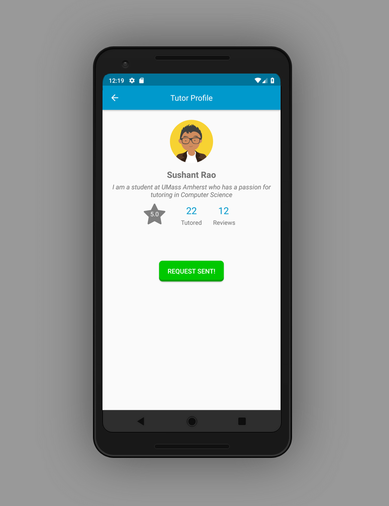 12:19
Tutor Profile
Sushant Rao
I am a student at UMass Amherst who has a passion for
tutoring in Computer Science
5.0
22
12
Tutored
Reviews
REQUEST SENT!